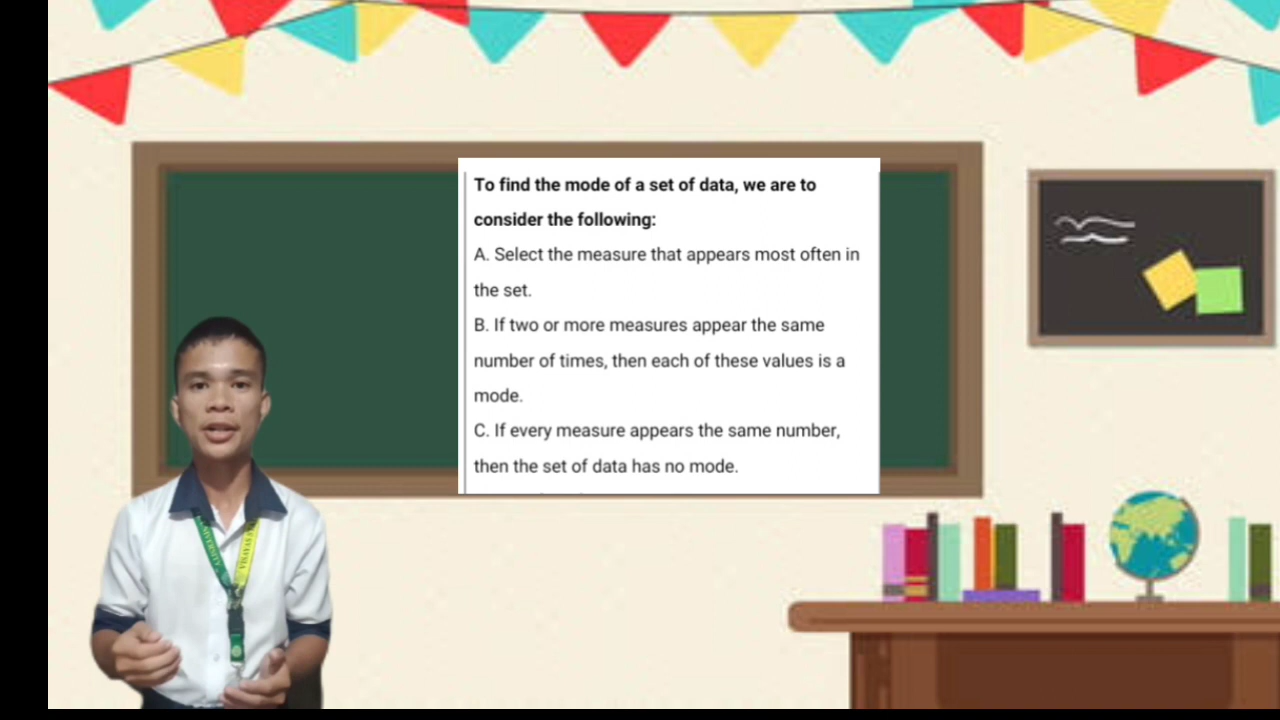 To find the mode of a set of data, we are to
consider the following:
A. Select the measure that appears most often in
the set.
B. If two or more measures appear the same
number of times, then each of these values is a
mode.
C. If every measure appears the same number,
then the set of data has no mode.